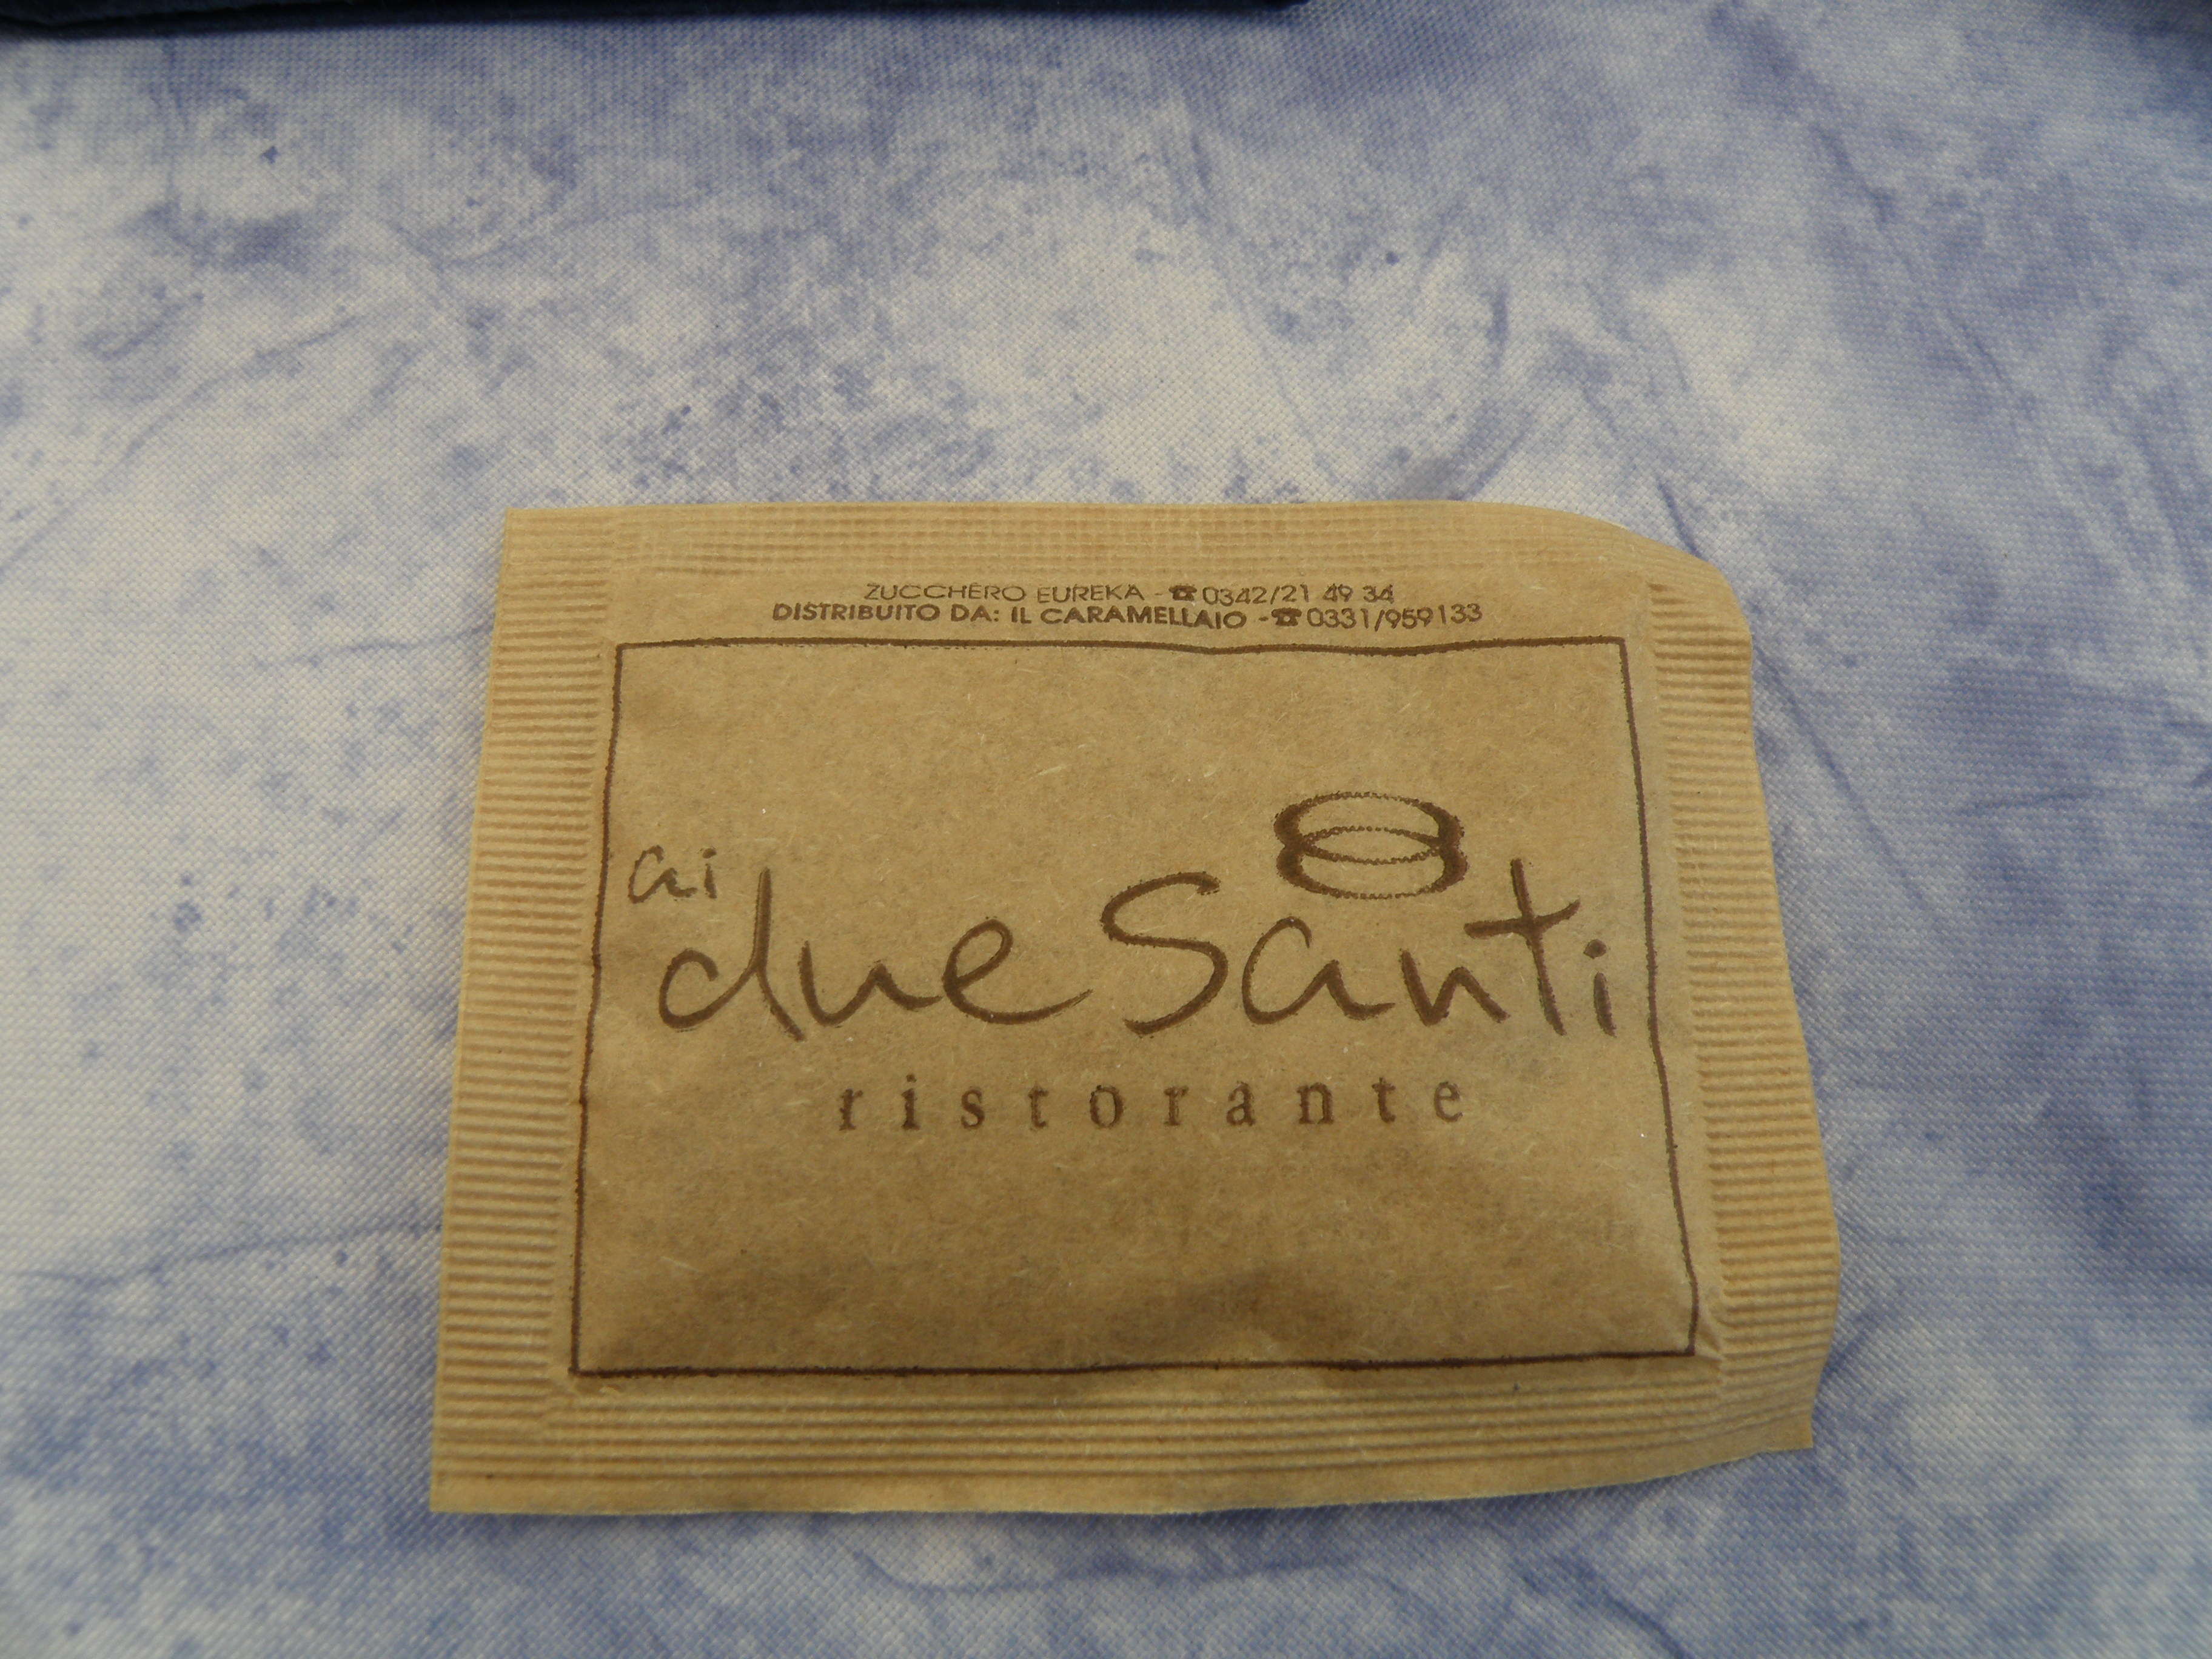 ZUCCHERO EUREKA - ☎0342/21 49 34
DISTRIBUITO DA: IL CARAMELLAIO - ☎0331/959133
ai
due Santi
ristorante